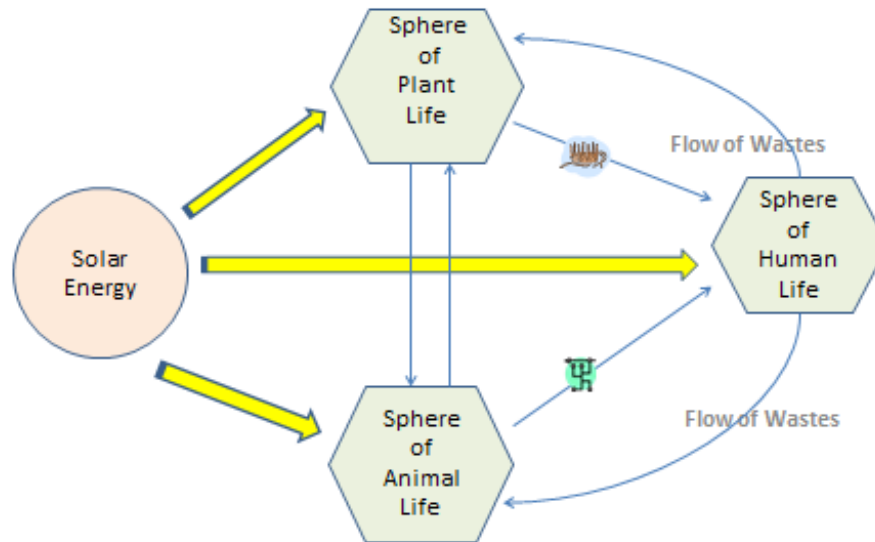 Sphere
of
Plant
Life
Flow of Wastes
Sphere
of
Human
Life
Solar
Energy
Sphere
of
Animal
Life
Flow of Wastes